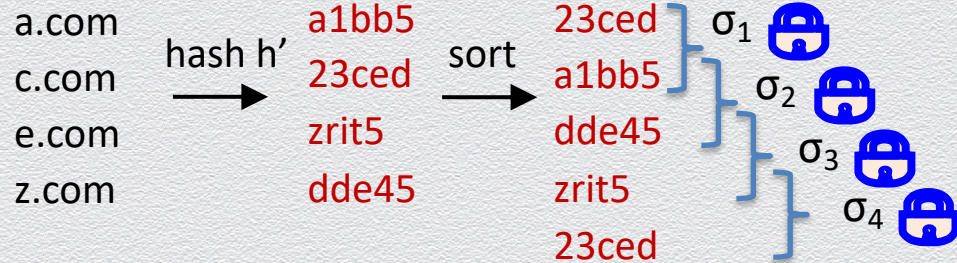 a.com
c.com
e.com
z.com
hash h’
a1bb5
23ced
zrit5
dde45
sort
23ced
a1bb5
dde45
zrit5
23ced
σ1
σ2
σ3
σ4